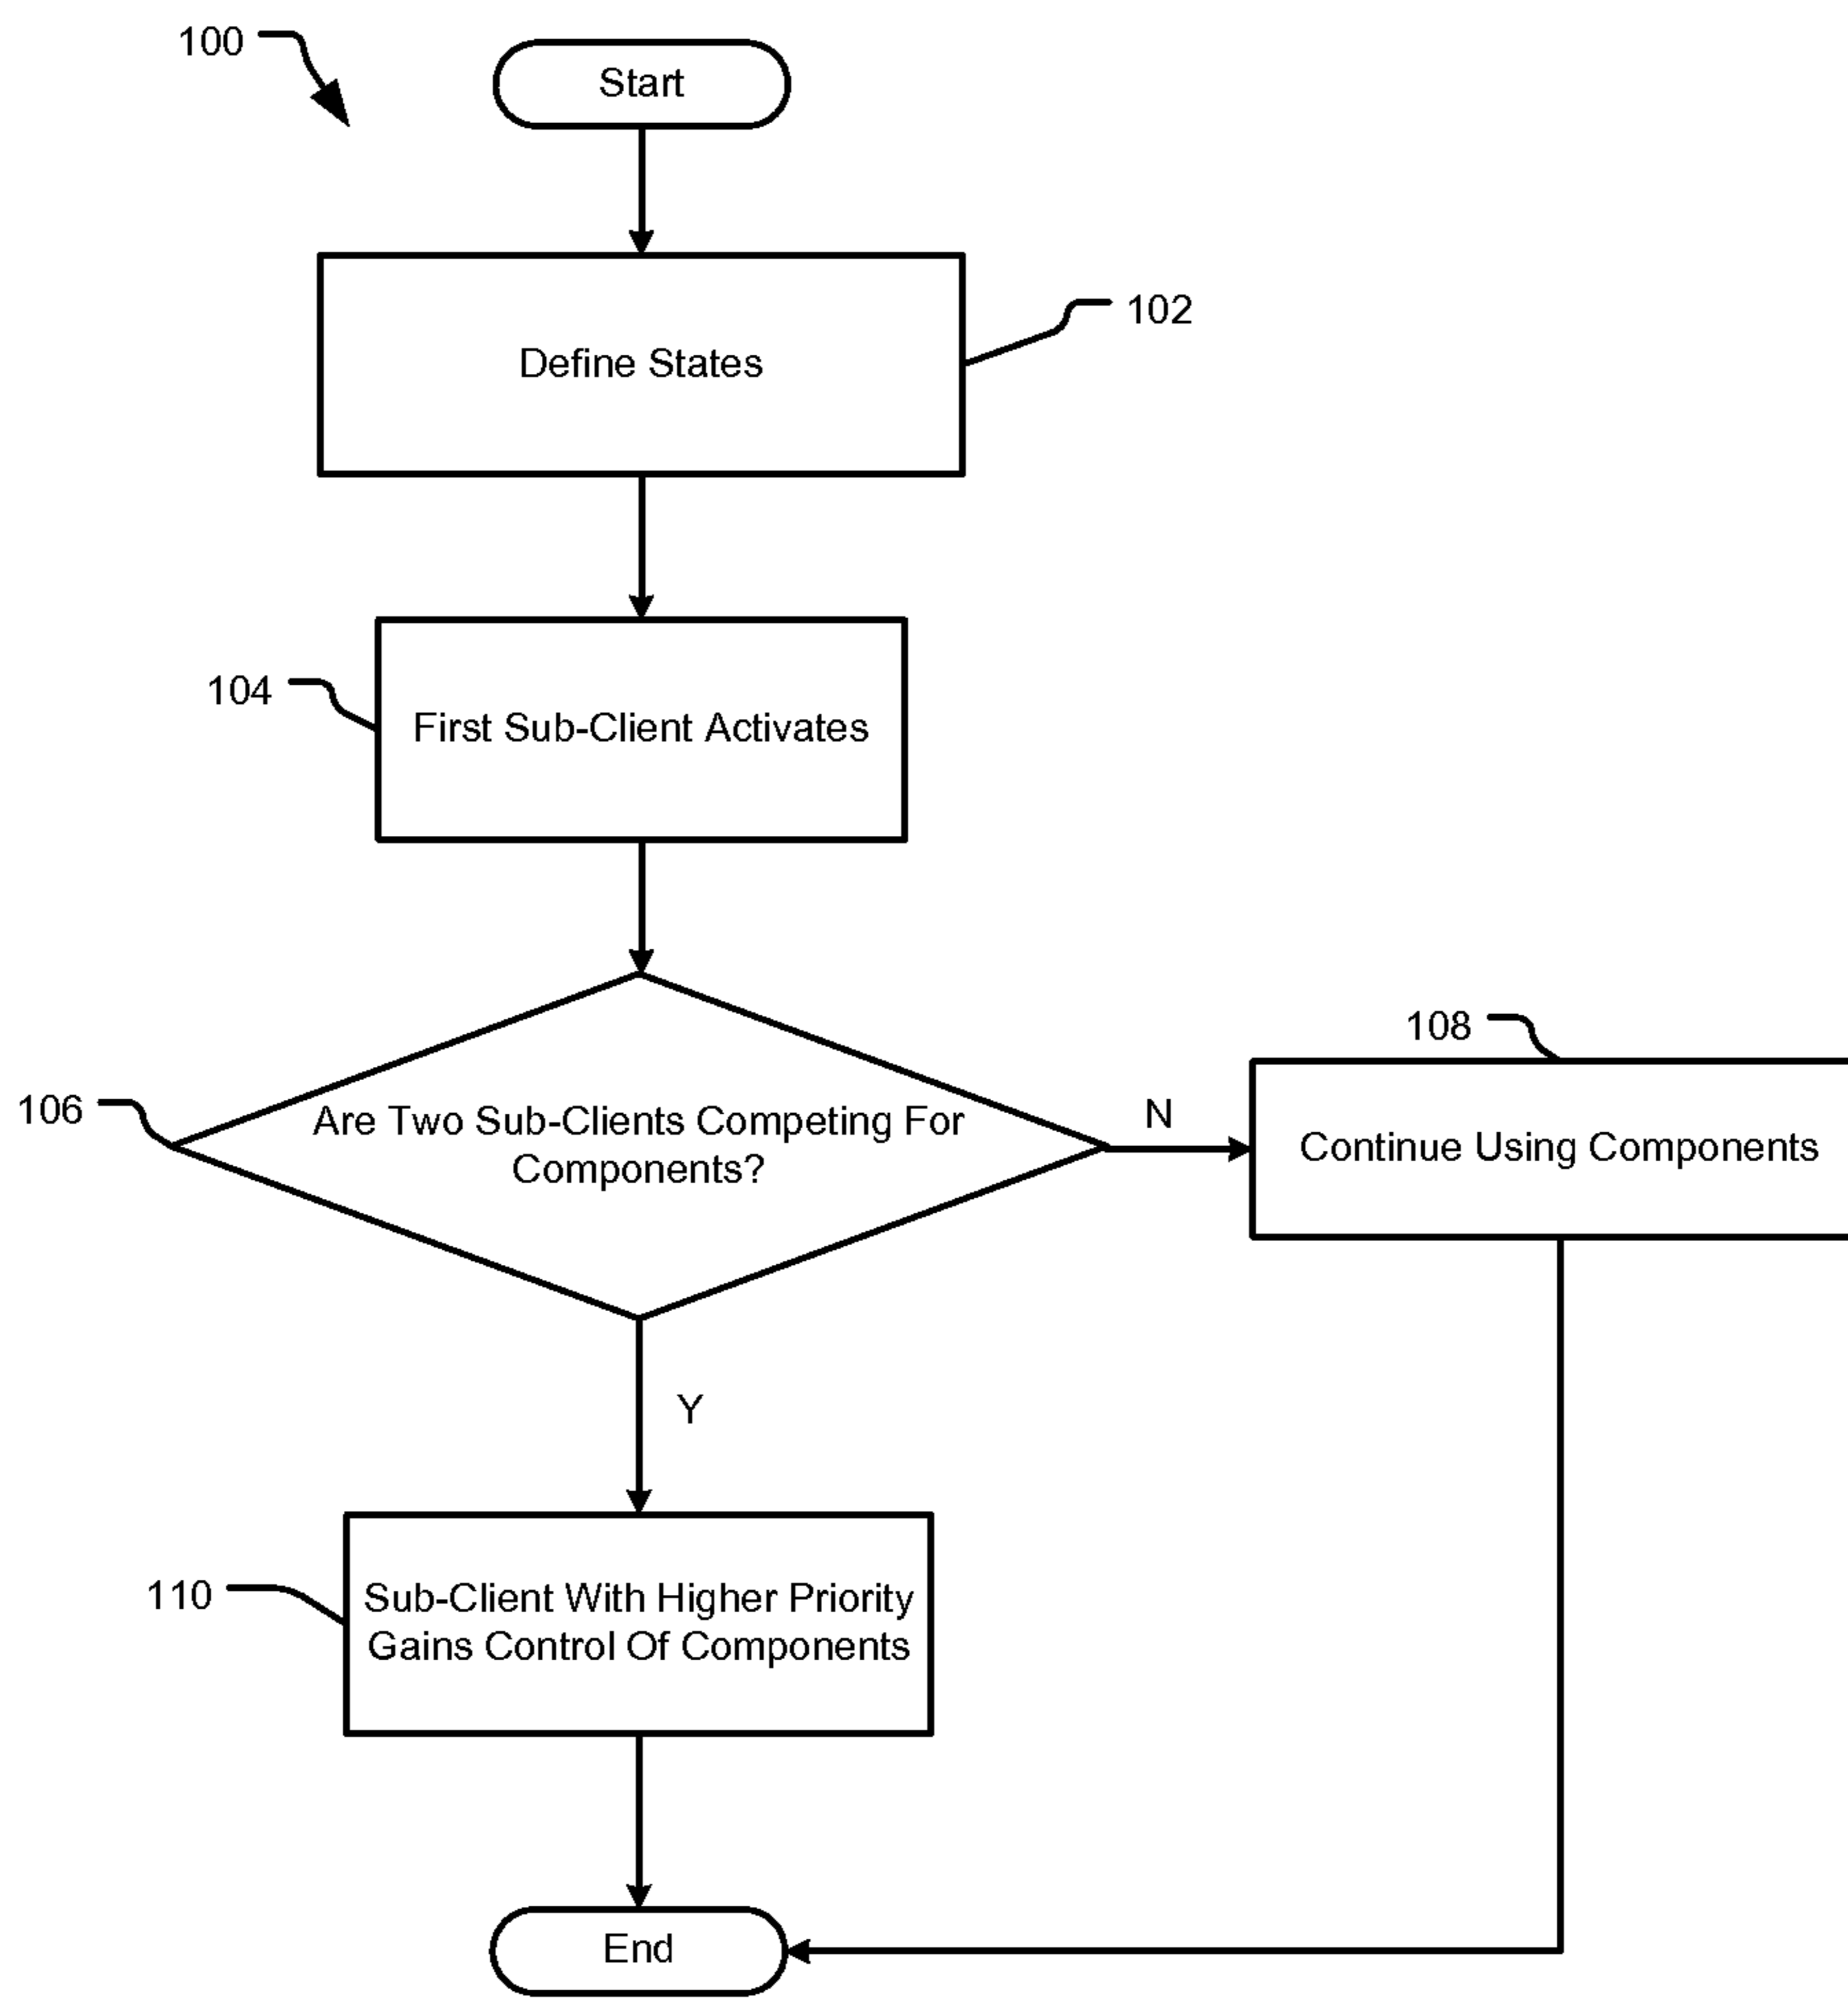 100
Start
102
Define States
104
First Sub-Client Activates
106
Are Two Sub-Clients Competing For
Components?
N
108
Continue Using Components
Y
110
Sub-Client With Higher Priority
Gains Control Of Components
End